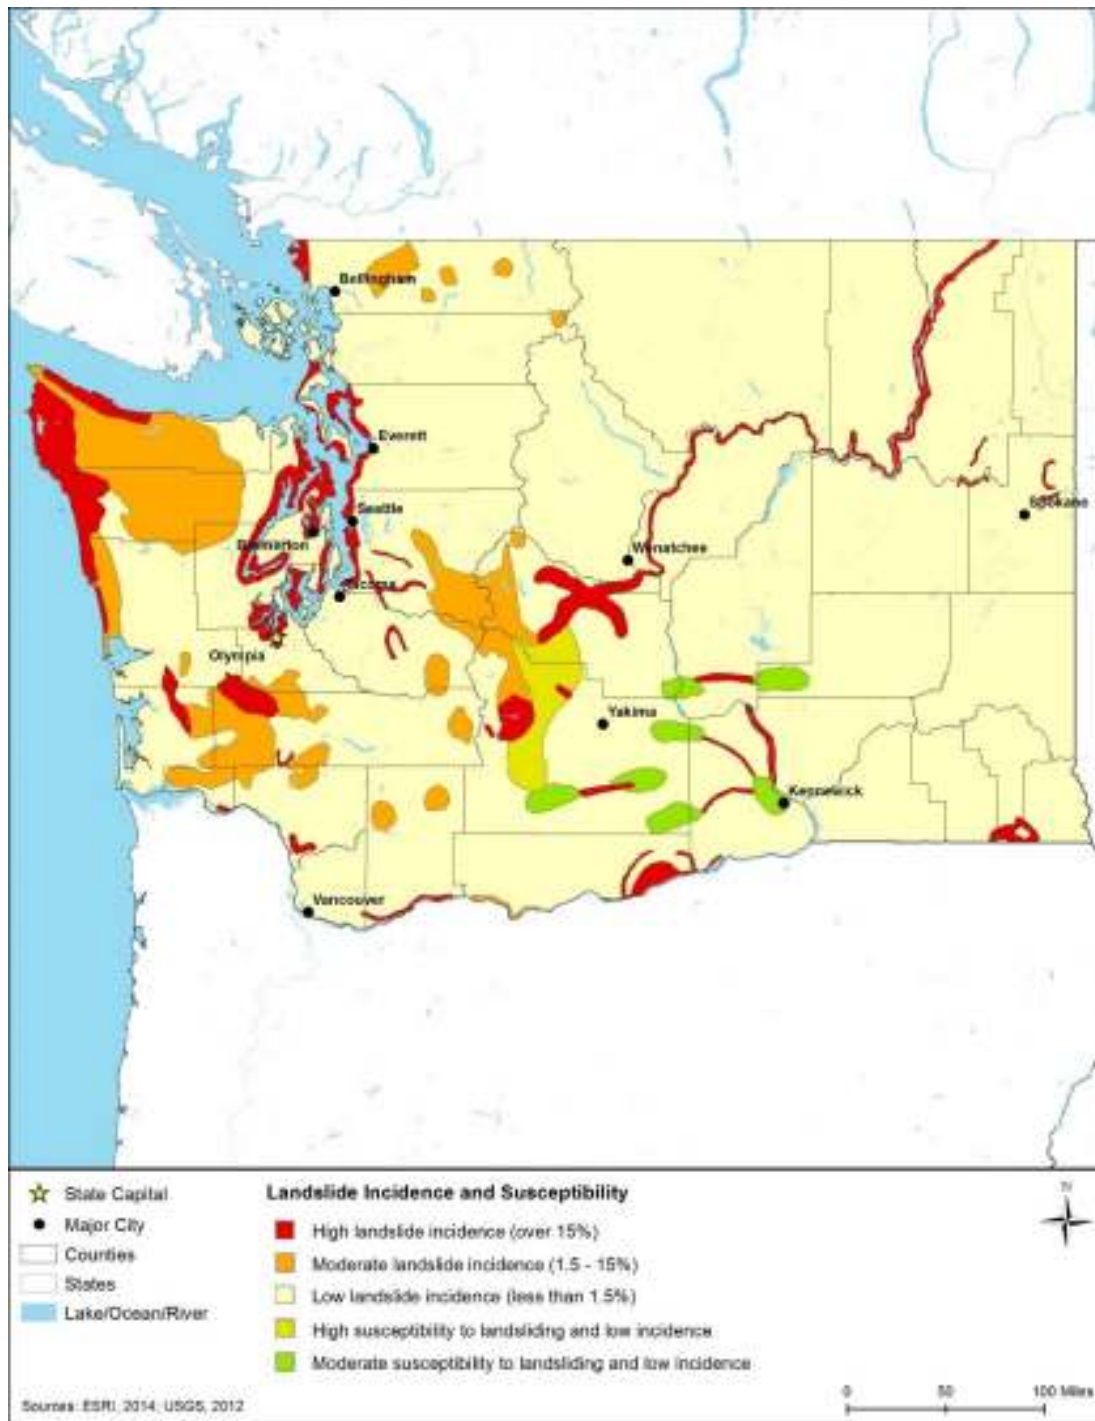 Bellingham
Everett
Seattle
Bremerton
Wenatchee
Spokane
Tacoma
Olympia
Yakima
Kennewick
Vancouver
State Capital
Major City
Counties
States
Lake/Ocean/River
Landslide Incidence and Susceptibility
High landslide incidence (over 15%)
Moderate landslide incidence (1.5 - 15%)
Low landslide incidence (less than 1.5%)
High susceptibility to landsliding and low incidence
Moderate susceptibility to landsliding and low incidence
N
0 50 100 Miles
Sources: ESRI, 2014; USGS, 2012